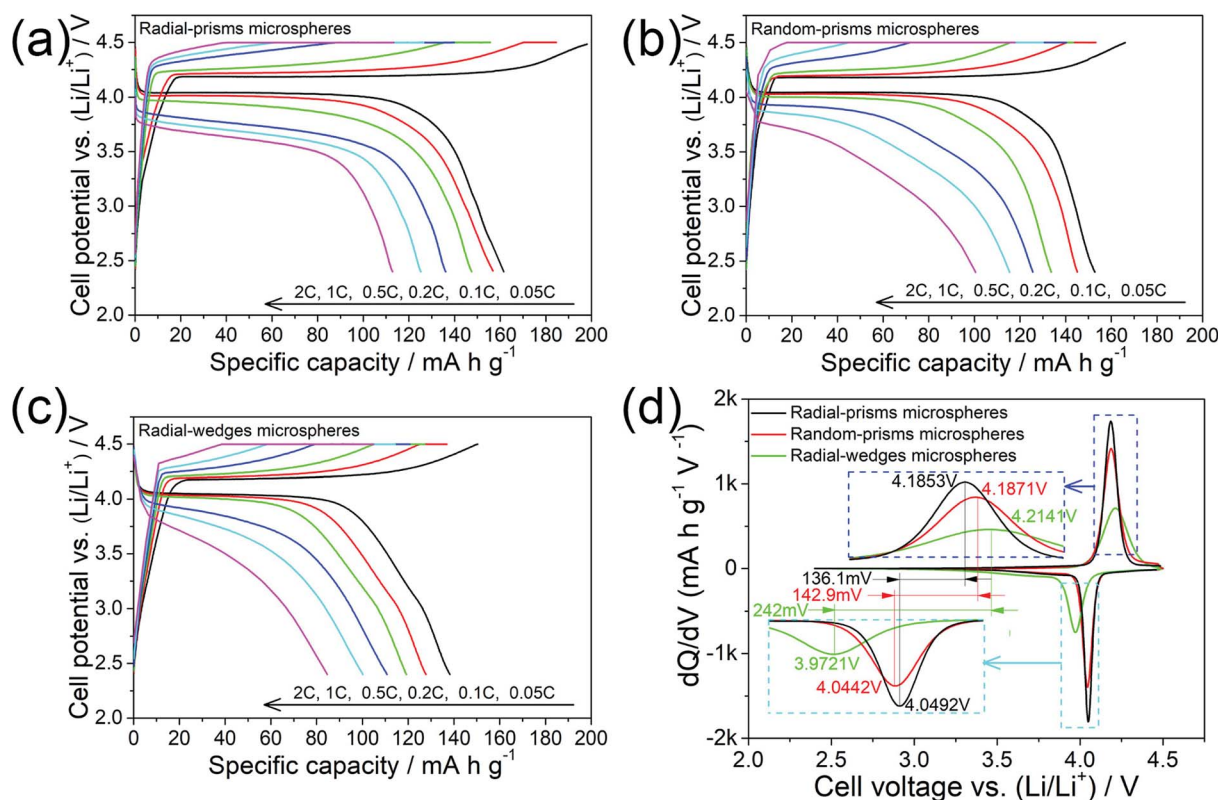 (a)
Radial-prisms microspheres
Cell potential vs. (Li/Li⁺) / V
4.5
4.0
3.5
3.0
2.5
2.0
2C, 1C, 0.5C, 0.2C, 0.1C, 0.05C
0 20 40 60 80 100 120 140 160 180 200
Specific capacity / mA h g⁻¹
(b)
Random-prisms microspheres
Cell potential vs. (Li/Li⁺) / V
4.5
4.0
3.5
3.0
2.5
2.0
2C, 1C, 0.5C, 0.2C, 0.1C, 0.05C
0 20 40 60 80 100 120 140 160 180 200
Specific capacity / mA h g⁻¹
(c)
Radial-wedges microspheres
Cell potential vs. (Li/Li⁺) / V
4.5
4.0
3.5
3.0
2.5
2.0
2C, 1C, 0.5C, 0.2C, 0.1C, 0.05C
0 20 40 60 80 100 120 140 160 180 200
Specific capacity / mA h g⁻¹
(d)
dQ/dV (mA h g⁻¹ V⁻¹)
2k
1k
0
-1k
-2k
Radial-prisms microspheres
Random-prisms microspheres
Radial-wedges microspheres
4.1853V
4.1871V
4.2141V
136.1mV
142.9mV
242mV
3.9721V
4.0442V
4.0492V
2.0 2.5 3.0 3.5 4.0 4.5
Cell voltage vs. (Li/Li⁺) / V